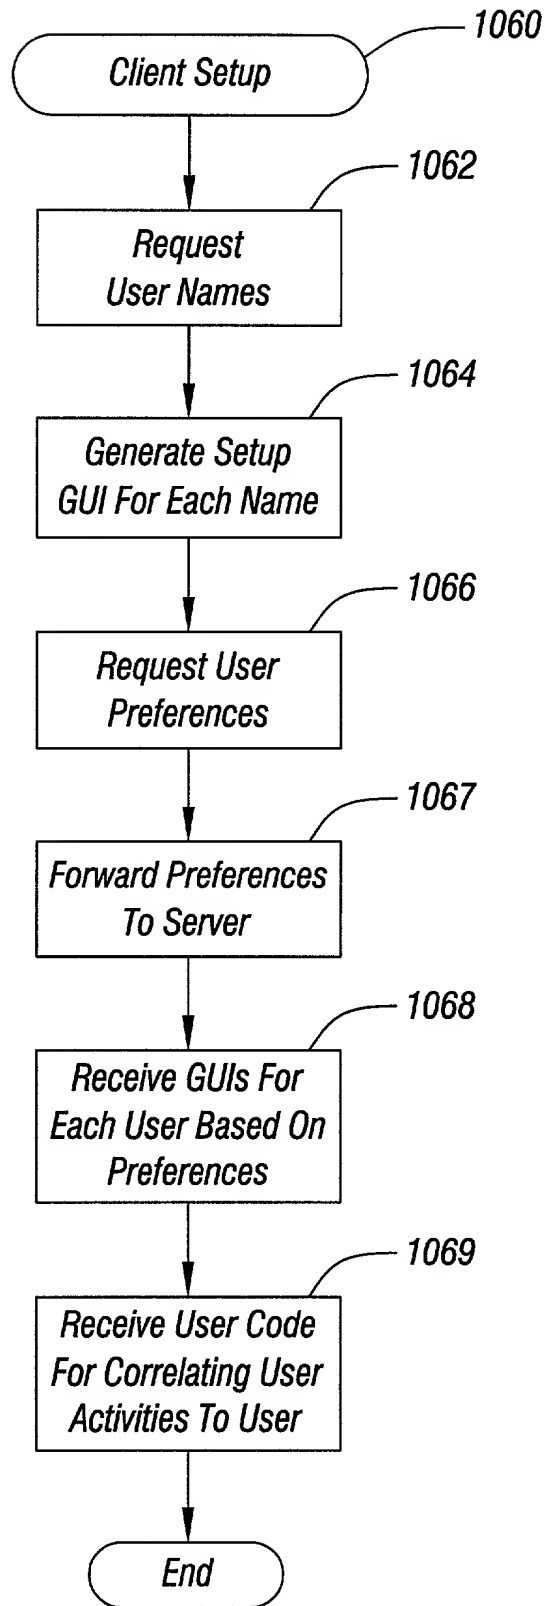 1060
Client Setup
1062
Request
User Names
1064
Generate Setup
GUI For Each Name
1066
Request User
Preferences
1067
Forward Preferences
To Server
1068
Receive GUIs For
Each User Based On
Preferences
1069
Receive User Code
For Correlating User
Activities To User
End